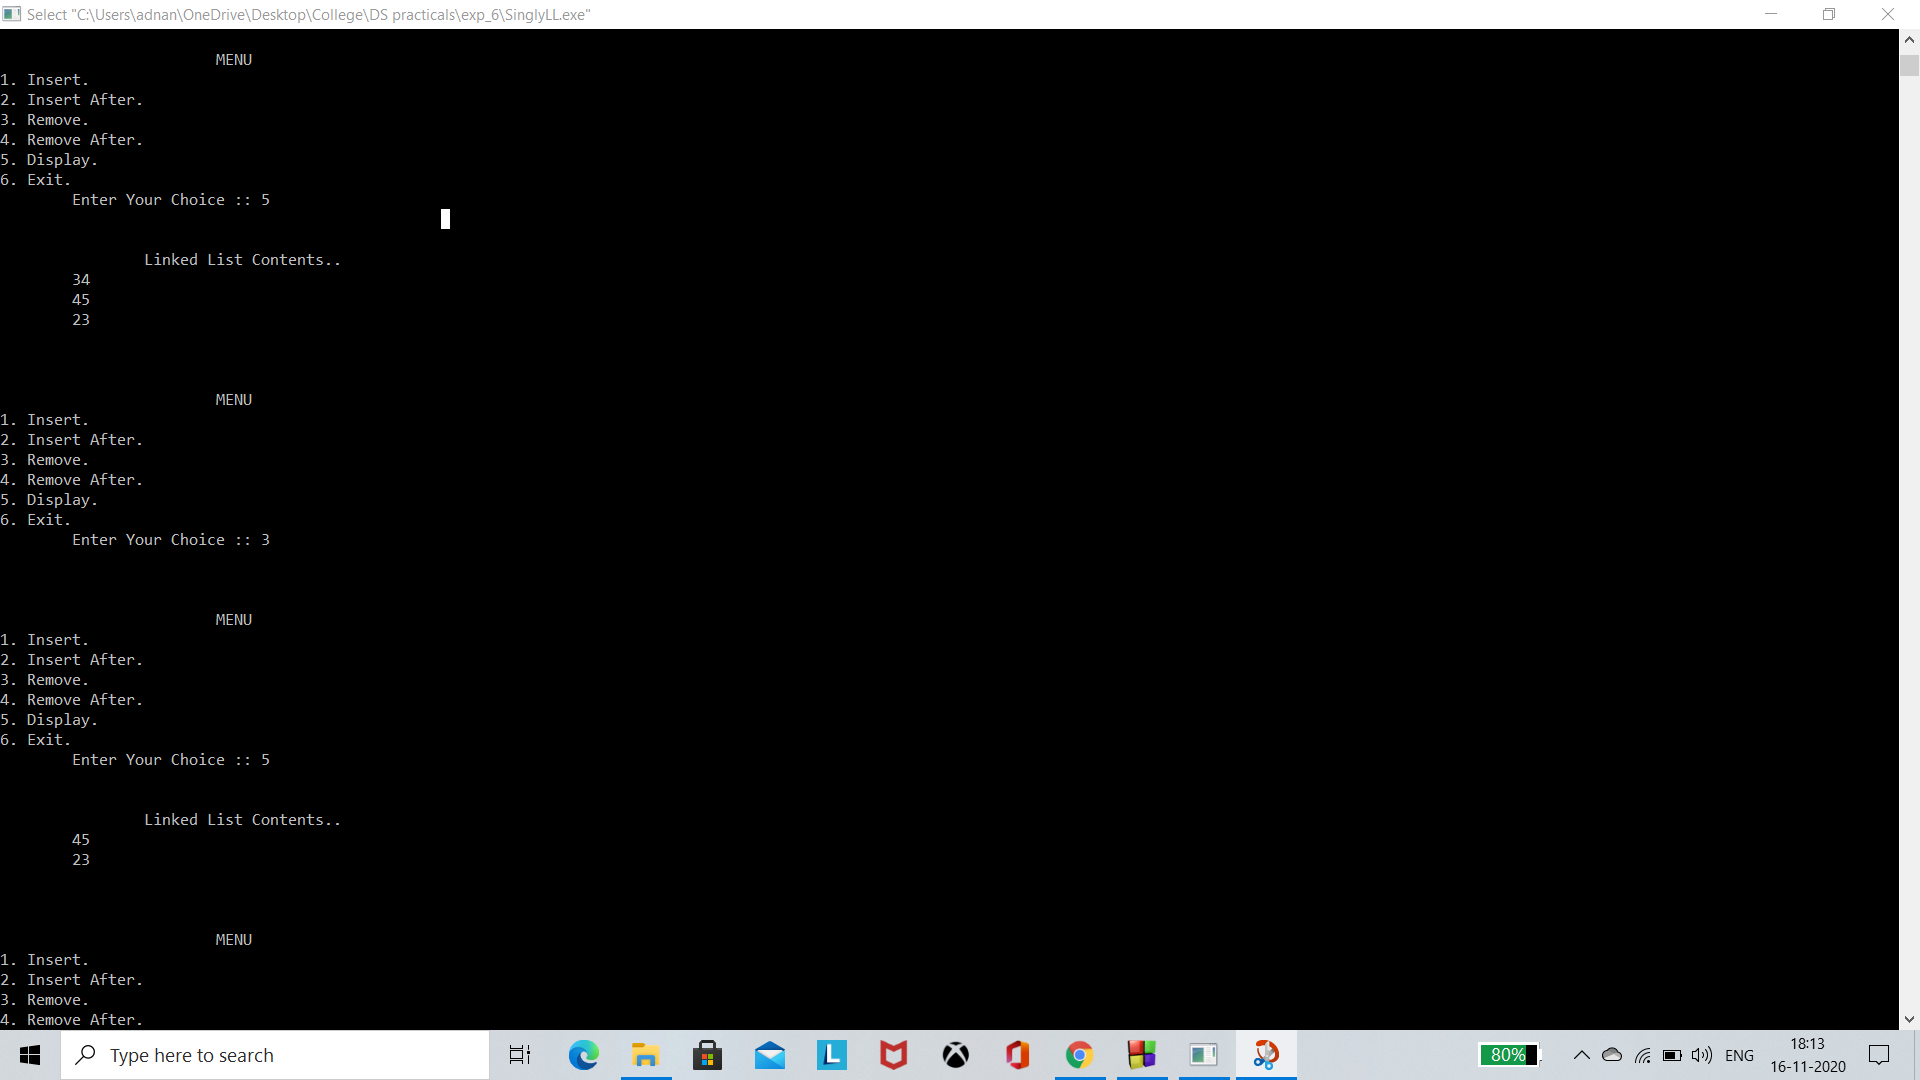 Select "C:\Users\adnan\OneDrive\Desktop\College\DS practicals\exp_6\SinglyLL.exe"
MENU
1. Insert.
2. Insert After.
3. Remove.
4. Remove After.
5. Display.
6. Exit.
Enter Your Choice :: 5
Linked List Contents..
34
45
23
MENU
1. Insert.
2. Insert After.
3. Remove.
4. Remove After.
5. Display.
6. Exit.
Enter Your Choice :: 3
MENU
1. Insert.
2. Insert After.
3. Remove.
4. Remove After.
5. Display.
6. Exit.
Enter Your Choice :: 5
Linked List Contents..
45
23
MENU
1. Insert.
2. Insert After.
3. Remove.
4. Remove After.
Type here to search
L
80%
ENG
18:13
16-11-2020